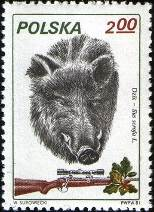 POLSKA
2.00
Dzik – Sus scrofa L.
W. SUROWIECKI
PWPW 81